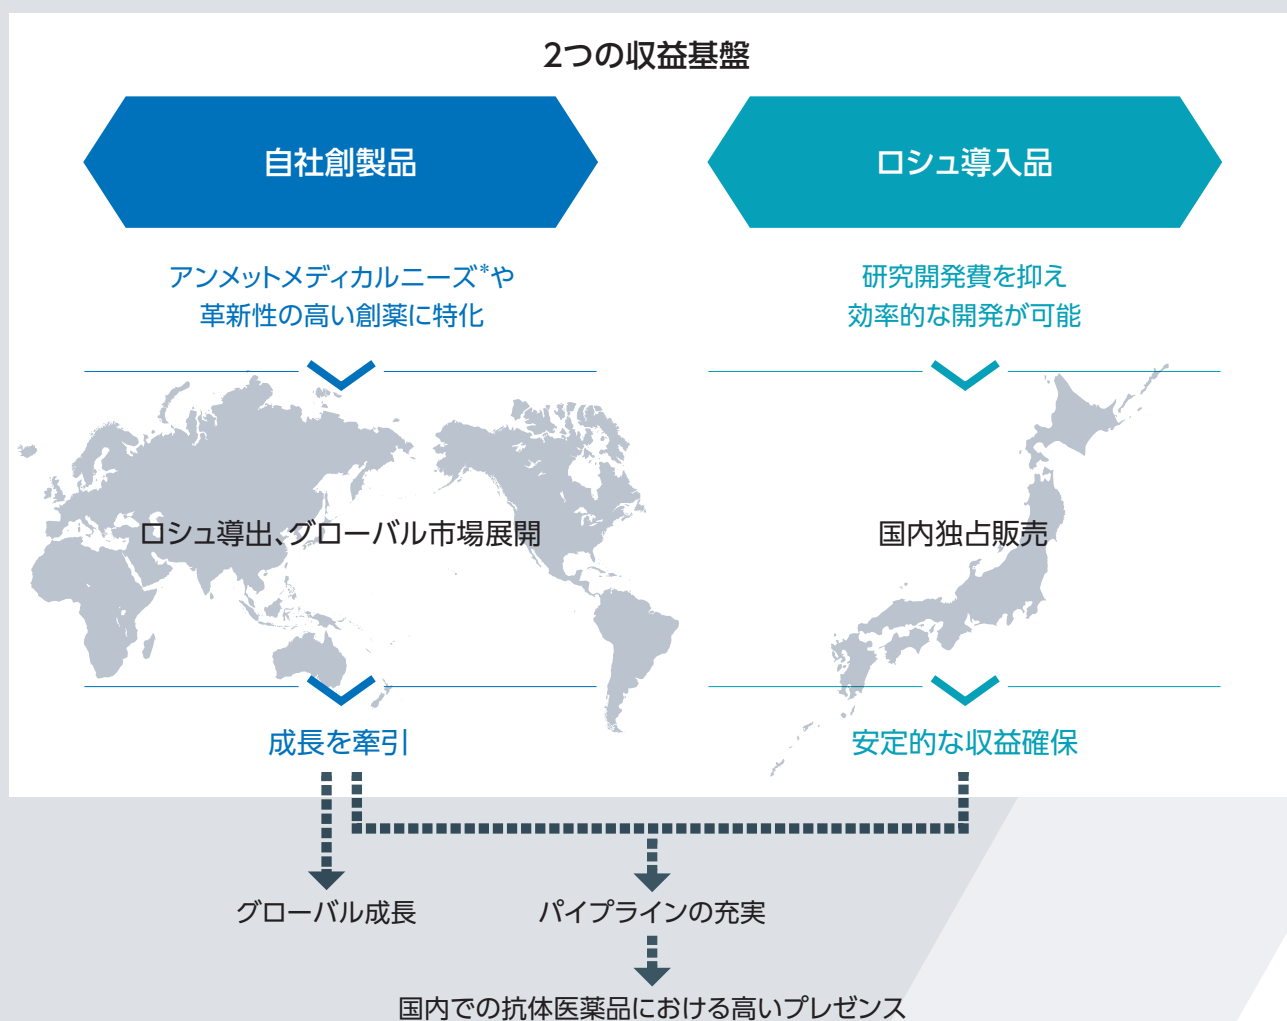 2つの収益基盤
自社創製品
アンメットメディカルニーズ*や
革新性の高い創薬に特化
ロシュ導出、グローバル市場展開
成長を牽引
ロシュ導入品
研究開発費を抑え
効率的な開発が可能
国内独占販売
安定的な収益確保
グローバル成長
パイプラインの充実
国内での抗体医薬品における高いプレゼンス